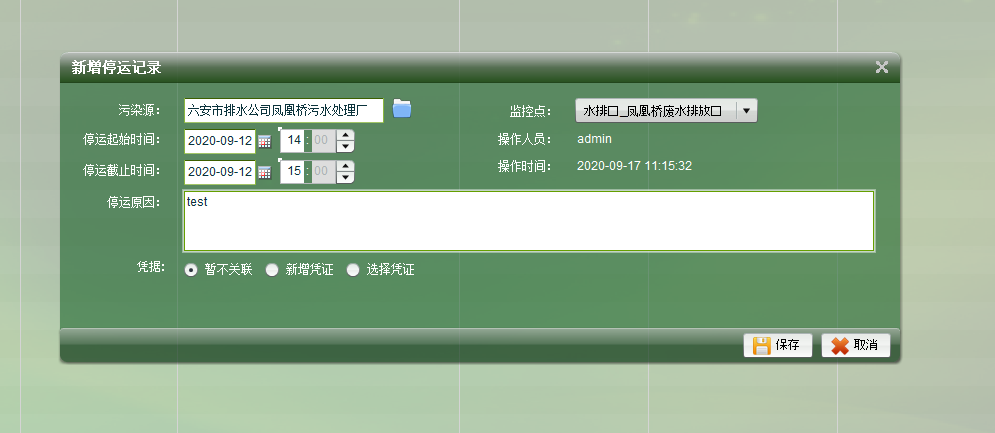 新增停运记录
污染源： 六安市排水公司凤凰桥污水处理厂 监控点： 水排口_凤凰桥废水排放口
停运起始时间： 2020-09-12 14 : 00 操作人员： admin
停运截止时间： 2020-09-12 15 : 00 操作时间： 2020-09-17 11:15:32
停运原因： test
凭据: 暂不关联 新增凭证 选择凭证
保存 取消